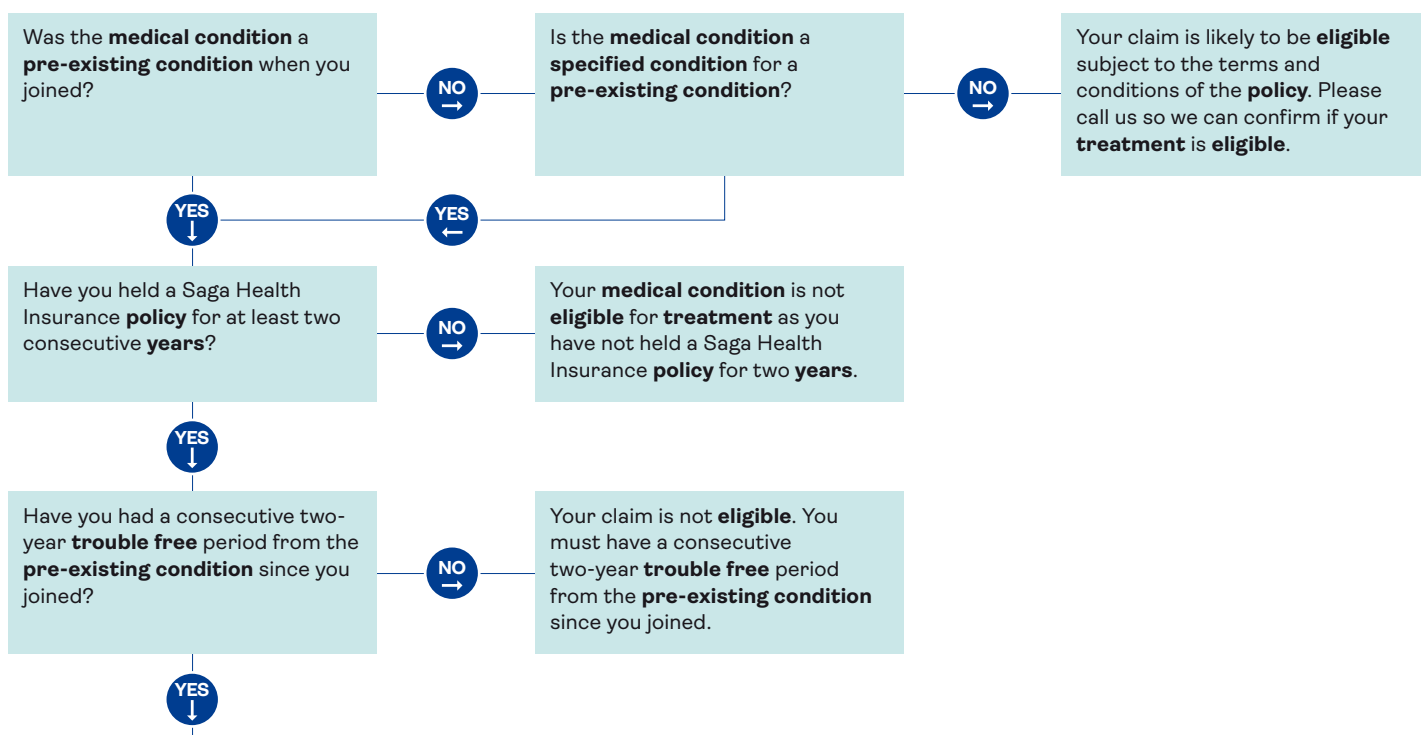 Was the medical condition a
pre-existing condition when you
joined?
NO
→
Is the medical condition a
specified condition for a
pre-existing condition?
NO
→
Your claim is likely to be eligible
subject to the terms and
conditions of the policy. Please
call us so we can confirm if your
treatment is eligible.
YES
↓
YES
←
Have you held a Saga Health
Insurance policy for at least two
consecutive years?
NO
→
Your medical condition is not
eligible for treatment as you
have not held a Saga Health
Insurance policy for two years.
YES
↓
Have you had a consecutive two-
year trouble free period from the
pre-existing condition since you
joined?
NO
→
Your claim is not eligible. You
must have a consecutive
two-year trouble free period
from the pre-existing condition
since you joined.
YES
↓